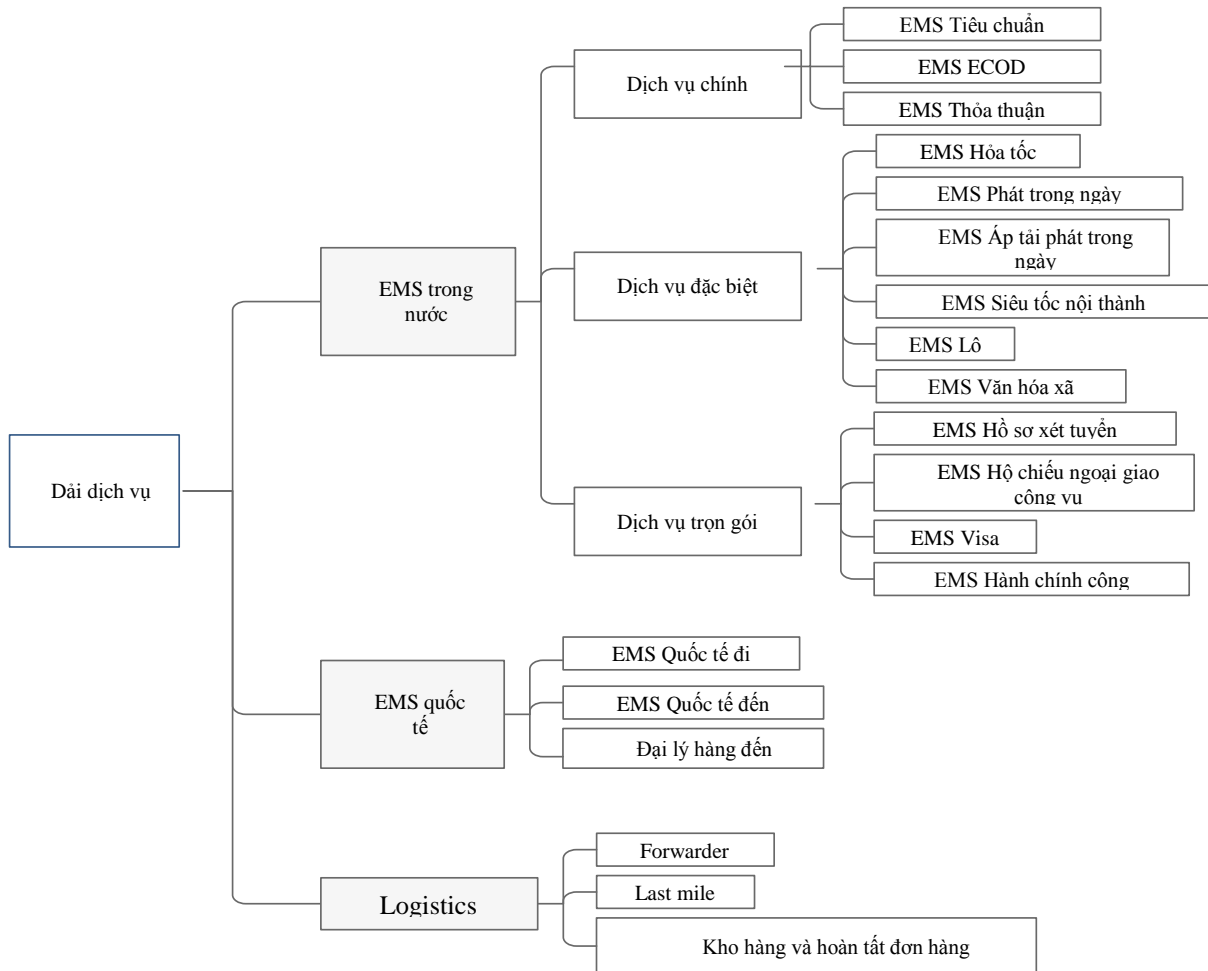 Dải dịch vụ
EMS trong
nước
Dịch vụ chính
EMS Tiêu chuẩn
EMS ECOD
EMS Thỏa thuận
Dịch vụ đặc biệt
EMS Hỏa tốc
EMS Phát trong ngày
EMS Áp tải phát trong
ngày
EMS Siêu tốc nội thành
EMS Lô
EMS Văn hóa xã
Dịch vụ trọn gói
EMS Hồ sơ xét tuyển
EMS Hộ chiếu ngoại giao
công vụ
EMS Visa
EMS Hành chính công
EMS quốc
tế
EMS Quốc tế đi
EMS Quốc tế đến
Đại lý hàng đến
Logistics
Forwarder
Last mile
Kho hàng và hoàn tất đơn hàng